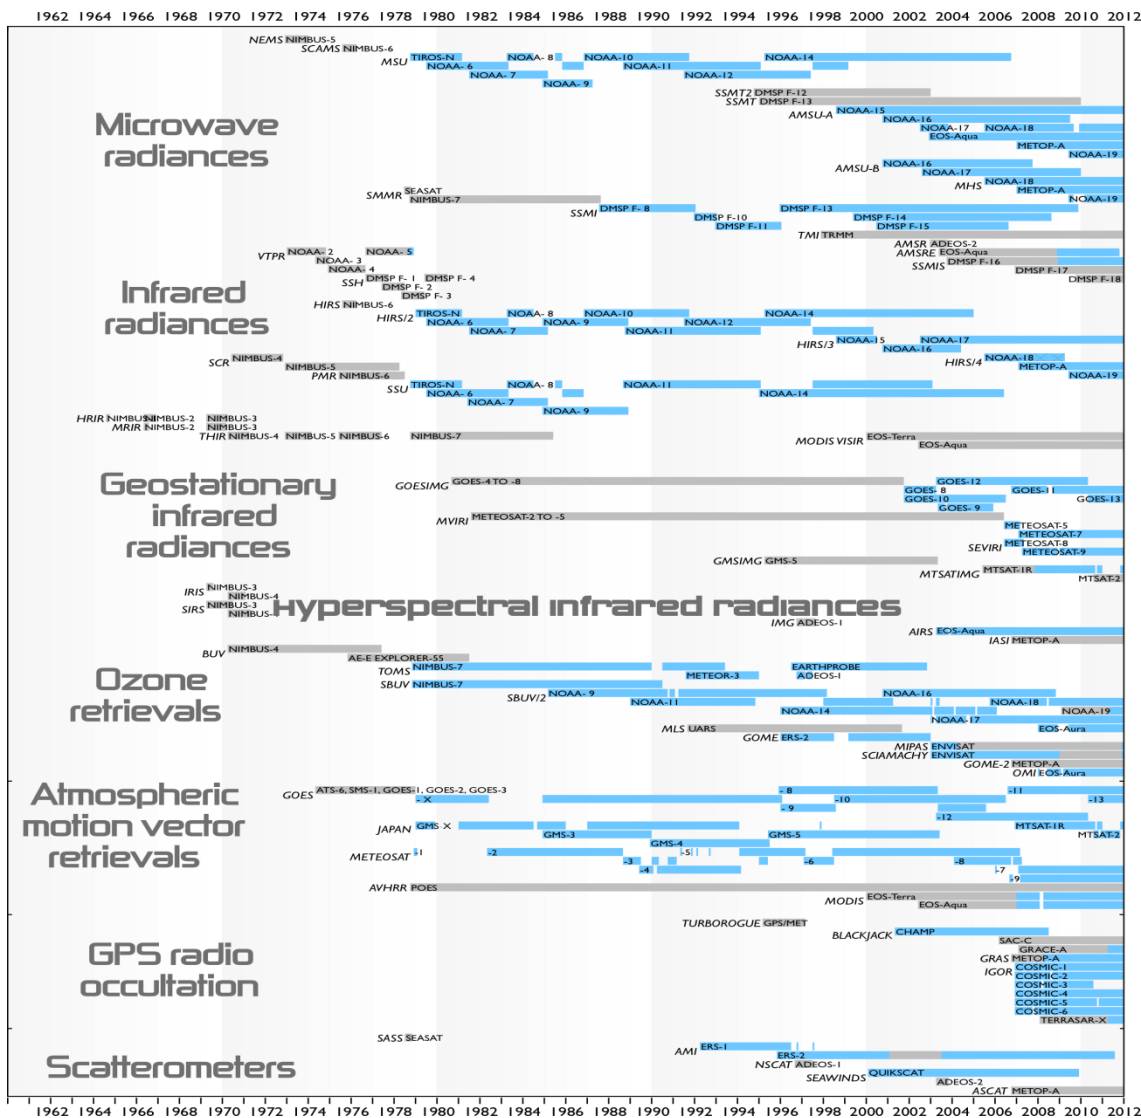 1962 1964 1966 1968 1970 1972 1974 1976 1978 1980 1982 1984 1986 1988 1990 1992 1994 1996 1998 2000 2002 2004 2006 2008 2010 2012
Microwave
radiances
NEMS NIMBUS-5
SCAMS NIMBUS-6
MSU TIROS-N NOAA- 8 NOAA-10 NOAA-14
NOAA- 6 NOAA-11
NOAA- 7 NOAA-12
NOAA- 9
SSMT2 DMSP F-12
SSMT DMSP F-13
AMSU-A NOAA-15
NOAA-16
NOAA-17 NOAA-18
EOS-Aqua
METOP-A
NOAA-19
AMSU-B NOAA-16
NOAA-17
MHS NOAA-18
METOP-A
NOAA-19
SMMR SEASAT
NIMBUS-7
SSMI DMSP F- 8 DMSP F-13
DMSP F-10 DMSP F-14
DMSP F-11 DMSP F-15
TMI TRMM
AMSR ADEOS-2
AMSRE EOS-Aqua
SSMIS DMSP F-16
DMSP F-17
DMSP F-18
Infrared
radiances
VTPR NOAA- 2 NOAA- 5
NOAA- 3
NOAA- 4
SSH DMSP F- 1 DMSP F- 4
DMSP F- 2
DMSP F- 3
HIRS NIMBUS-6
HIRS/2 TIROS-N NOAA- 8 NOAA-10 NOAA-14
NOAA- 6 NOAA- 9 NOAA-12
NOAA- 7 NOAA-11
HIRS/3 NOAA-15 NOAA-17
NOAA-16
HIRS/4 NOAA-18
METOP-A
NOAA-19
SCR NIMBUS-4
NIMBUS-5
PMR NIMBUS-6
SSU TIROS-N NOAA- 8 NOAA-11
NOAA- 6 NOAA-14
NOAA- 7
NOAA- 9
HRIR NIMBUS-1 NIMBUS-2 NIMBUS-3
MRIR NIMBUS-2 NIMBUS-3
THIR NIMBUS-4 NIMBUS-5 NIMBUS-6 NIMBUS-7
MODIS VISIR EOS-Terra
EOS-Aqua
Geostationary
infrared
radiances
GOESIMG GOES-4 TO -8 GOES-12
GOES- 8 GOES-11
GOES-10 GOES-13
GOES- 9
MVIRI METEOSAT-2 TO -5
METEOSAT-5
METEOSAT-7
SEVIRI METEOSAT-8
METEOSAT-9
GMSIMG GMS-5
MTSATIMG MTSAT-1R
MTSAT-2
Hyperspectral infrared radiances
IRIS NIMBUS-3
NIMBUS-4
SIRS NIMBUS-3
NIMBUS-4
IMG ADEOS-1
AIRS EOS-Aqua
IASI METOP-A
Ozone
retrievals
BUV NIMBUS-4
AE-E EXPLORER-55
TOMS NIMBUS-7 EARTHPROBE
METEOR-3 ADEOS-1
SBUV NIMBUS-7
SBUV/2 NOAA- 9 NOAA-16
NOAA-11 NOAA-18
NOAA-14 NOAA-19
NOAA-17
MLS UARS EOS-Aura
GOME ERS-2
MIPAS ENVISAT
SCIAMACHY ENVISAT
GOME-2 METOP-A
OMI EOS-Aura
Atmospheric
motion vector
retrievals
GOES ATS-6, SMS-1, GOES-1, GOES-2, GOES-3 - 8 -11
- X -10 -13
- 9
-12
JAPAN GMS-X MTSAT-1R
GMS-3 GMS-5 MTSAT-2
GMS-4
METEOSAT -1 -2 -5
-3 -6 -8
-4 -7
-9
AVHRR POES
MODIS EOS-Terra
EOS-Aqua
GPS radio
occultation
TURBOROGUE GPS/MET
BLACKJACK CHAMP
SAC-C
GRACE-A
GRAS METOP-A
IGOR COSMIC-1
COSMIC-2
COSMIC-3
COSMIC-4
COSMIC-5
COSMIC-6
TERRASAR-X
Scatterometers
SASS SEASAT
AMI ERS-1
ERS-2
NSCAT ADEOS-1
SEAWINDS QUIKSCAT
ADEOS-2
ASCAT METOP-A
1962 1964 1966 1968 1970 1972 1974 1976 1978 1980 1982 1984 1986 1988 1990 1992 1994 1996 1998 2000 2002 2004 2006 2008 2010 2012